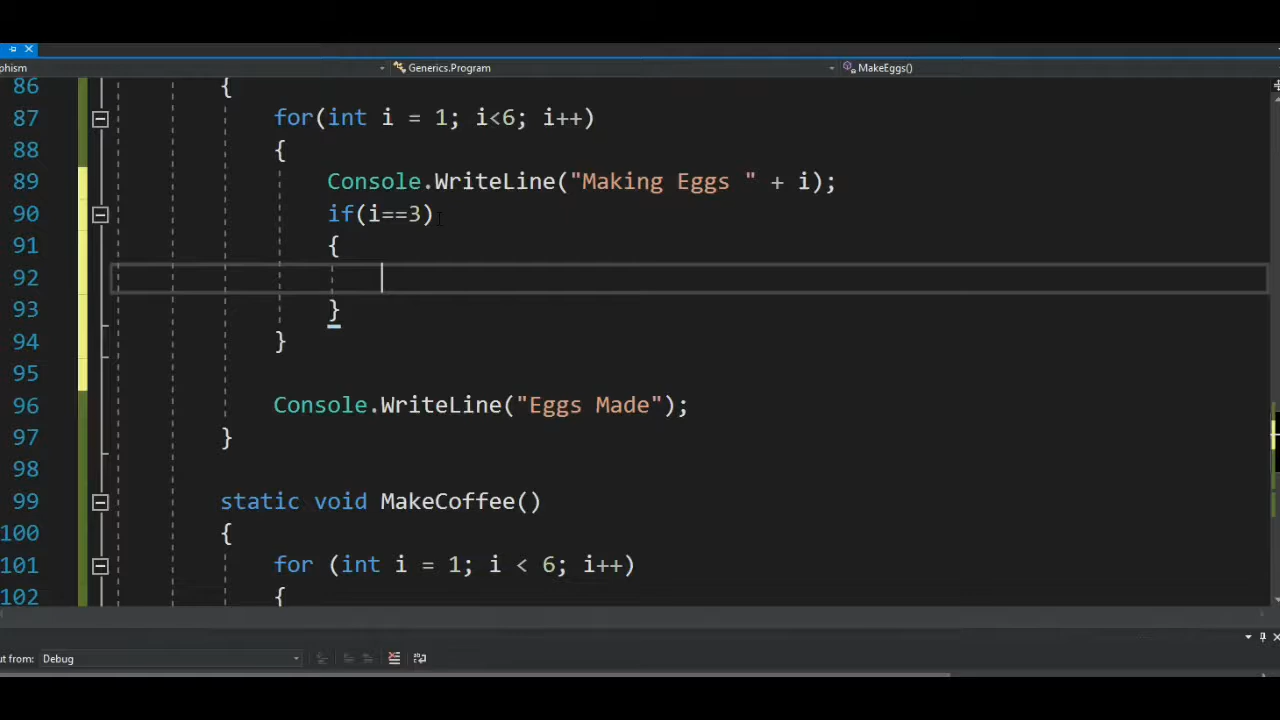 phism Generics.Program MakeEggs()
86 {
87 for(int i = 1; i<6; i++)
88 {
89 Console.WriteLine("Making Eggs " + i);
90 if(i==3)
91 {
92
93 }
94 }
95
96 Console.WriteLine("Eggs Made");
97 }
98
99 static void MakeCoffee()
100 {
101 for (int i = 1; i < 6; i++)
102 {
ut from: Debug